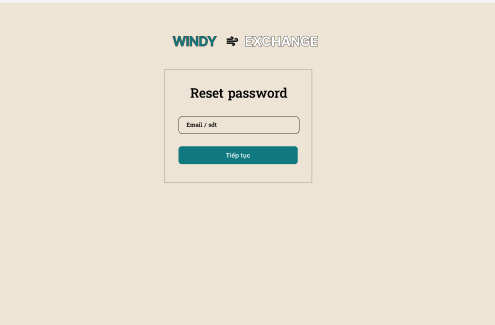 WINDY EXCHANGE
Reset password
Email / sdt
Tiếp tục